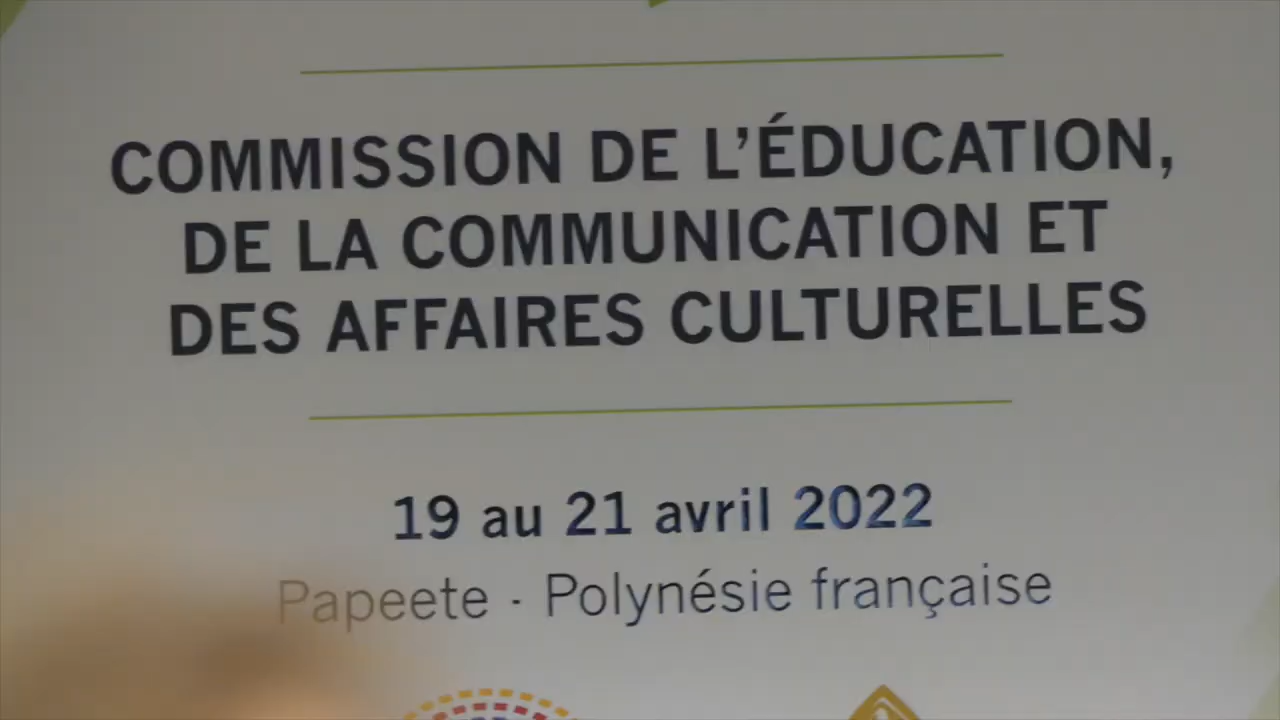 COMMISSION DE L'ÉDUCATION,
DE LA COMMUNICATION ET
DES AFFAIRES CULTURELLES
19 au 21 avril 2022
Papeete - Polynésie française